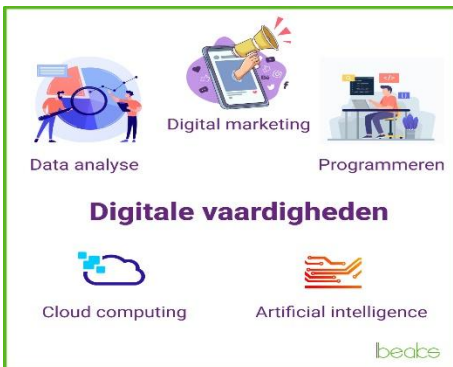 Digital marketing
Data analyse
Programmeren
Digitale vaardigheden
Cloud computing
Artificial intelligence
beabs